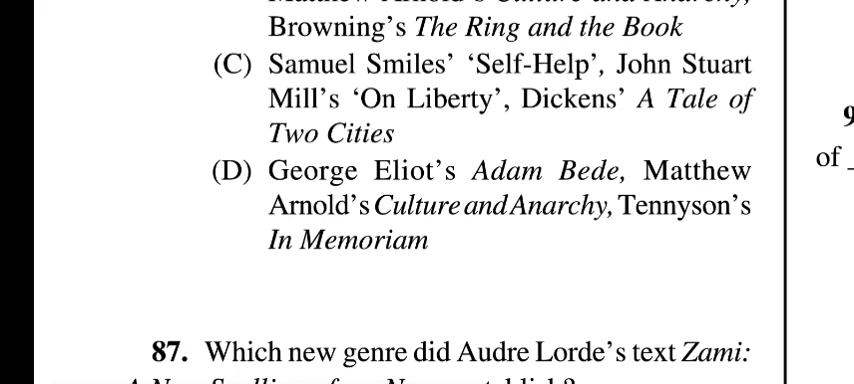 Browning's The Ring and the Book
(C) Samuel Smiles' 'Self-Help', John Stuart
Mill's 'On Liberty', Dickens' A Tale of
Two Cities
(D) George Eliot's Adam Bede, Matthew
Arnold's Culture and Anarchy, Tennyson's
In Memoriam
87. Which new genre did Audre Lorde's text Zami:
of